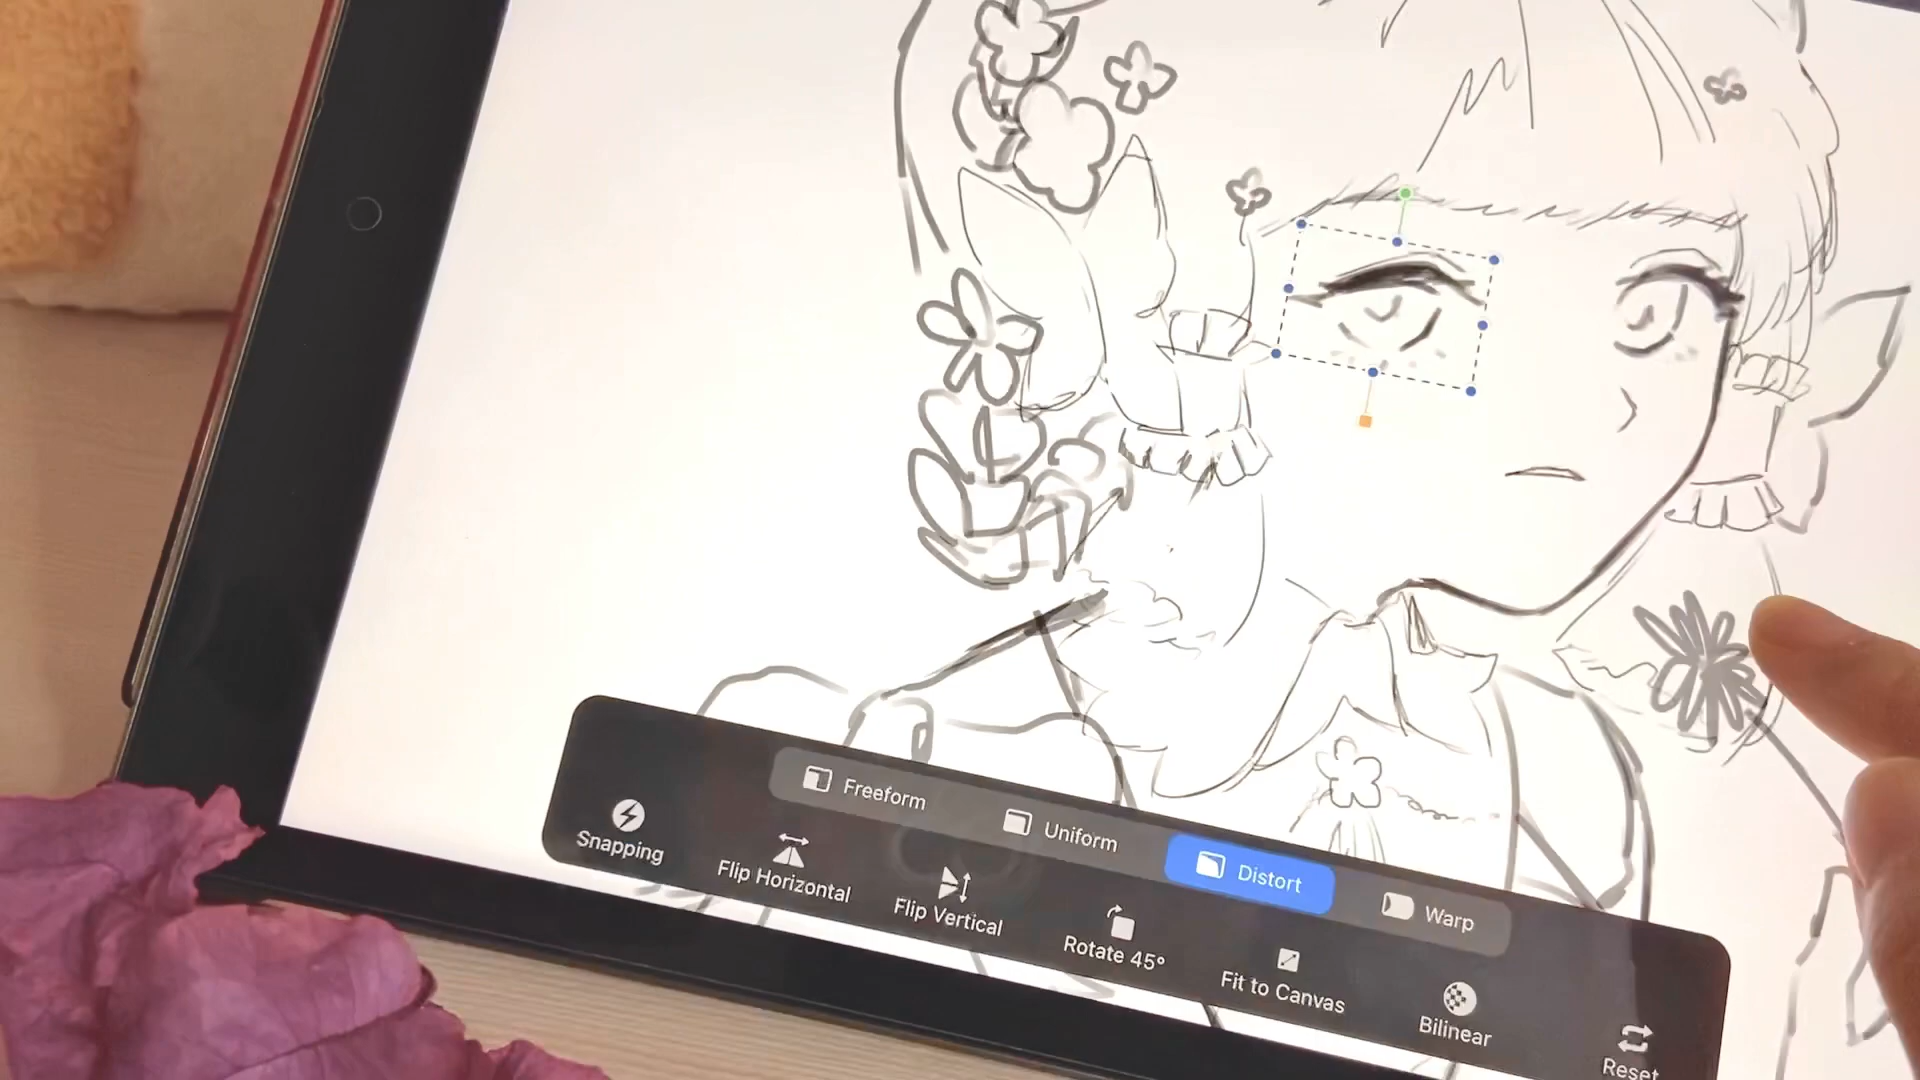 Freeform
Uniform
Distort
Warp
Snapping
Flip Horizontal
Flip Vertical
Rotate 45°
Fit to Canvas
Bilinear
Reset